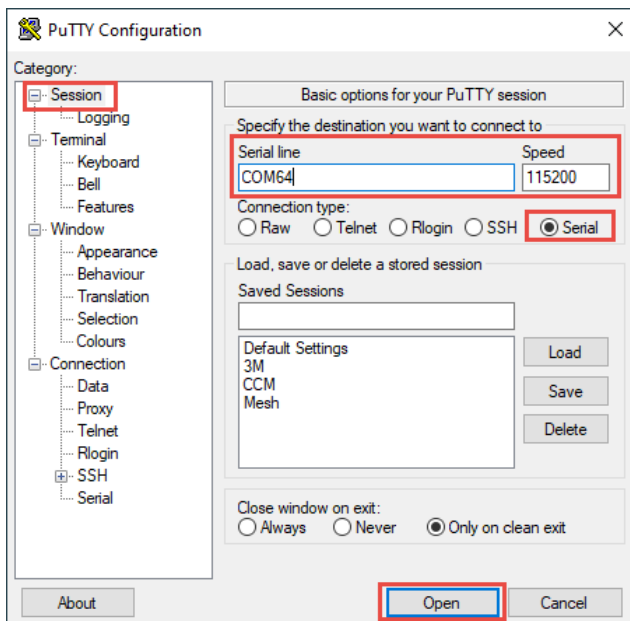 PuTTY Configuration
Category:
Session
Logging
Terminal
Keyboard
Bell
Features
Window
Appearance
Behaviour
Translation
Selection
Colours
Connection
Data
Proxy
Telnet
Rlogin
SSH
Serial
Basic options for your PuTTY session
Specify the destination you want to connect to
Serial line Speed
COM64 115200
Connection type:
Raw Telnet Rlogin SSH Serial
Load, save or delete a stored session
Saved Sessions
Default Settings
3M
CCM
Mesh
Load
Save
Delete
Close window on exit:
Always Never Only on clean exit
About Open Cancel